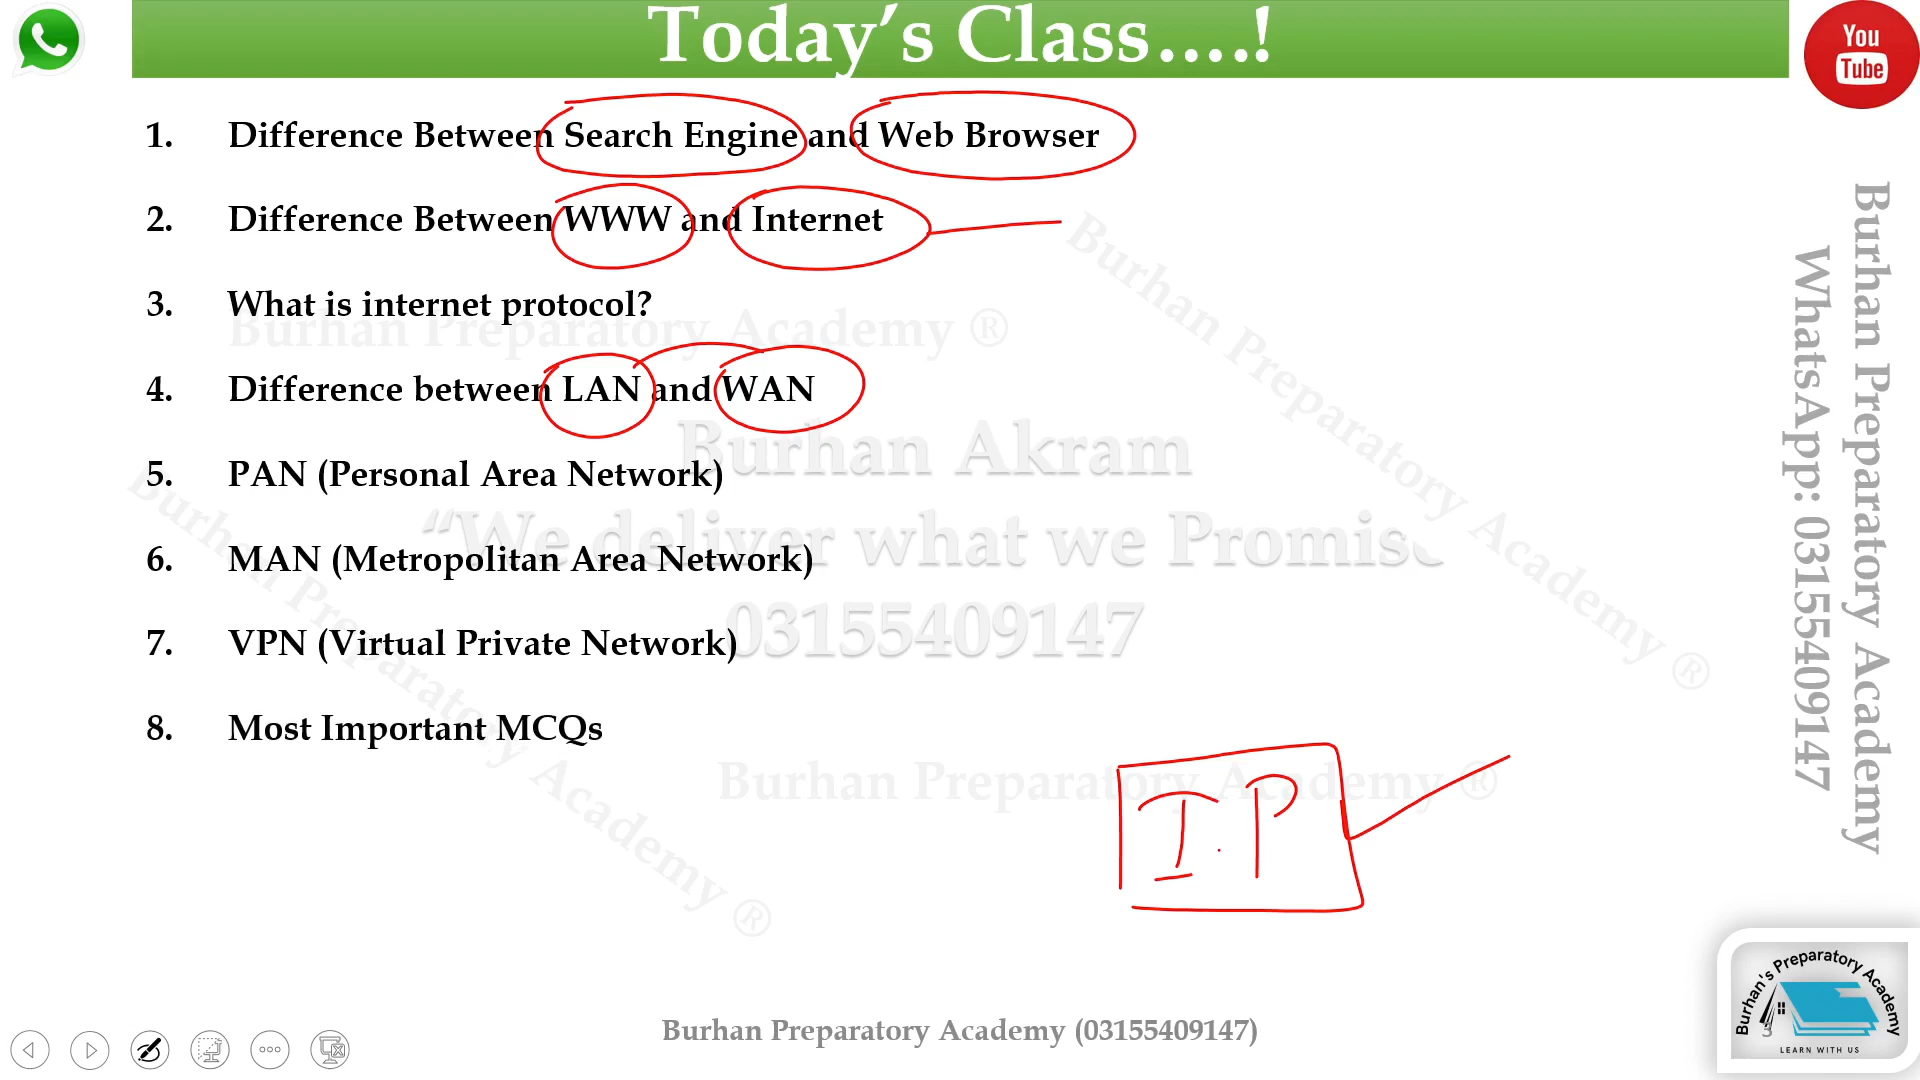 Today’s Class….!
You
Tube
1. Difference Between Search Engine and Web Browser
2. Difference Between WWW and Internet
3. What is internet protocol?
4. Difference between LAN and WAN
5. PAN (Personal Area Network)
6. MAN (Metropolitan Area Network)
7. VPN (Virtual Private Network)
8. Most Important MCQs
I.P
Burhan Preparatory Academy ®
Burhan Preparatory Academy ®
Burhan Akram
“We deliver what we Promise
03155409147
Burhan Preparatory Academy ®
Burhan Preparatory Academy ®
Burhan Preparatory Academy
WhatsApp: 03155409147
Burhan's Preparatory Academy
3
LEARN WITH US
Burhan Preparatory Academy (03155409147)